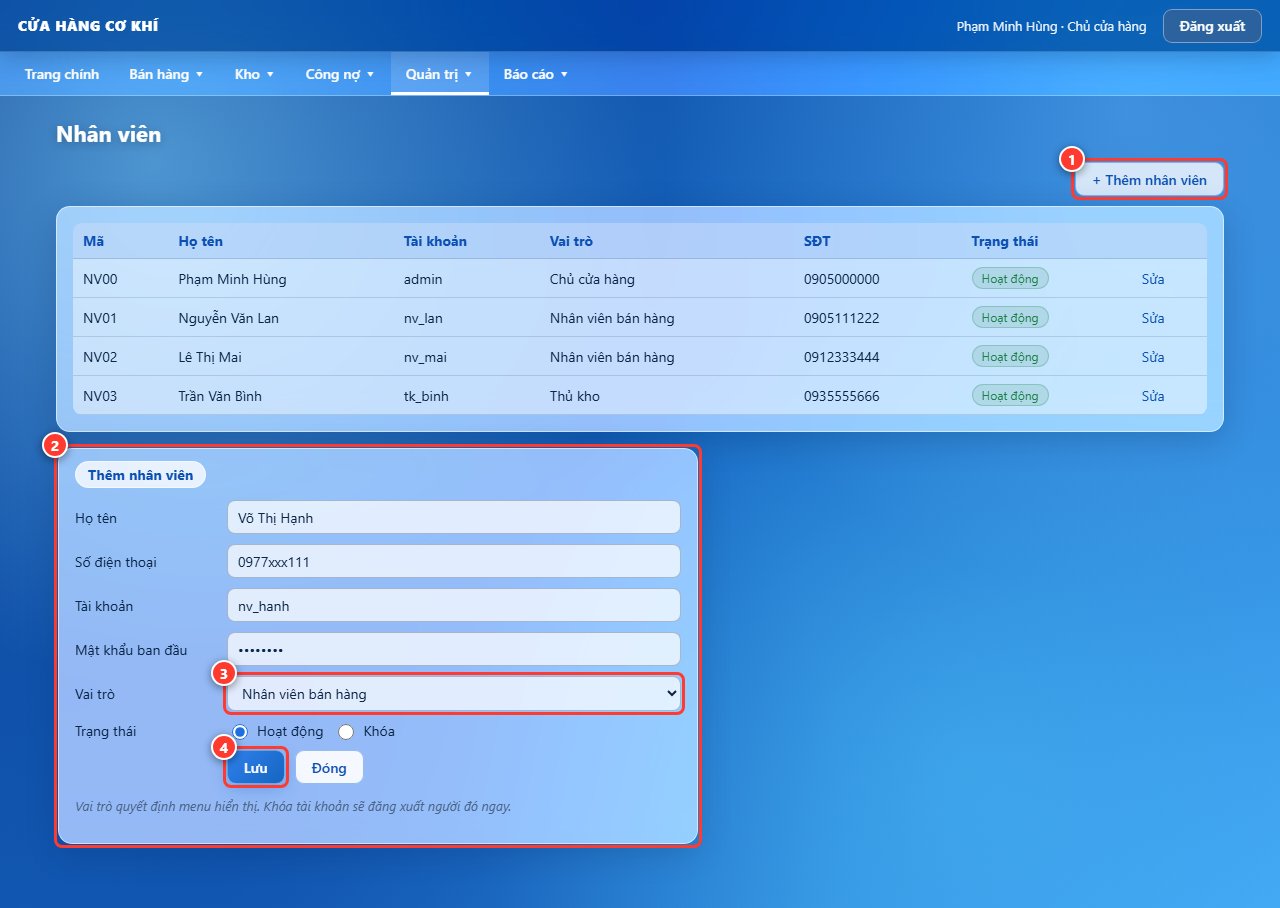 CỬA HÀNG CƠ KHÍ
Phạm Minh Hùng · Chủ cửa hàng
Đăng xuất
Trang chính Bán hàng ▼ Kho ▼ Công nợ ▼ Quản trị ▼ Báo cáo ▼
Nhân viên
1
+ Thêm nhân viên
Mã Họ tên Tài khoản Vai trò SĐT Trạng thái
NV00 Phạm Minh Hùng admin Chủ cửa hàng 0905000000 Hoạt động Sửa
NV01 Nguyễn Văn Lan nv_lan Nhân viên bán hàng 0905111222 Hoạt động Sửa
NV02 Lê Thị Mai nv_mai Nhân viên bán hàng 0912333444 Hoạt động Sửa
NV03 Trần Văn Bình tk_binh Thủ kho 0935555666 Hoạt động Sửa
2
Thêm nhân viên
Họ tên Võ Thị Hạnh
Số điện thoại 0977xxx111
Tài khoản nv_hanh
Mật khẩu ban đầu ••••••••
3
Vai trò Nhân viên bán hàng
Trạng thái Hoạt động Khóa
4
Lưu Đóng
Vai trò quyết định menu hiển thị. Khóa tài khoản sẽ đăng xuất người đó ngay.